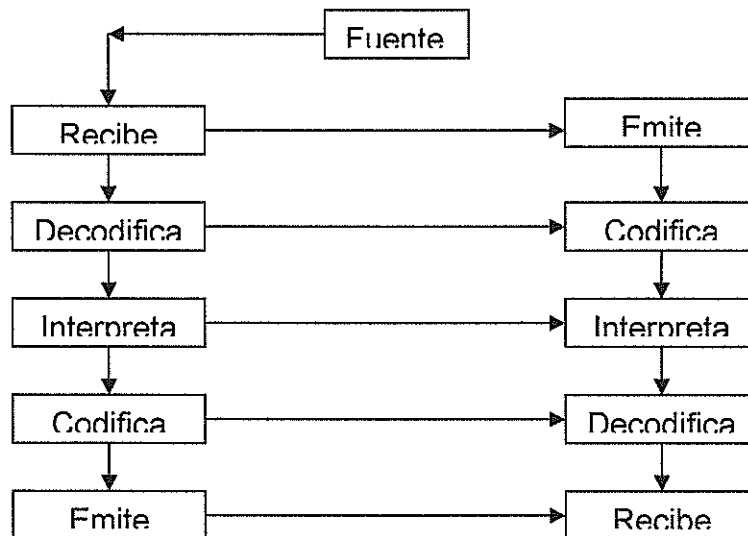 Fuente
Recibe
Emite
Decodifica
Codifica
Interpreta
Interpreta
Codifica
Decodifica
Emite
Recibe